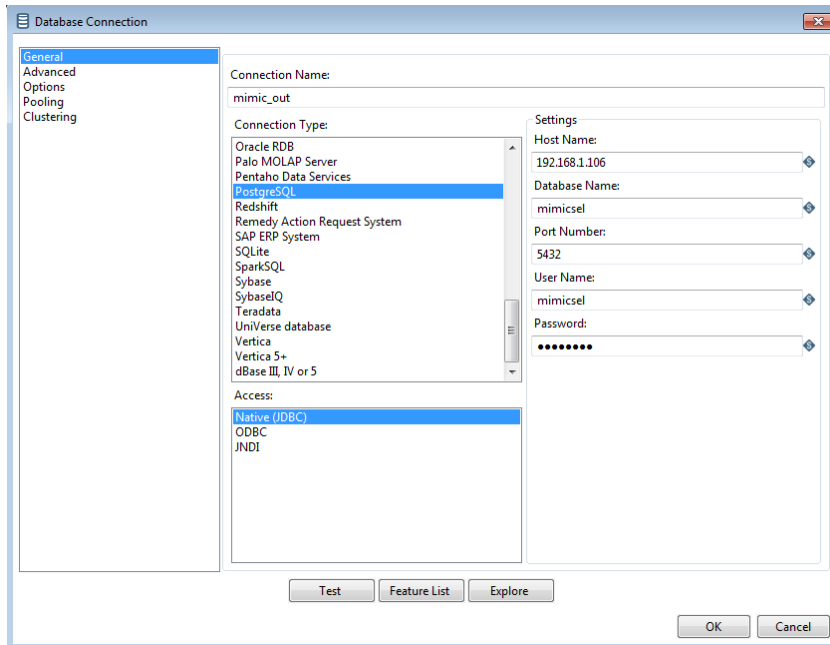 Database Connection
General
Advanced
Options
Pooling
Clustering
Connection Name:
mimic_out
Connection Type:
Oracle RDB
Palo MOLAP Server
Pentaho Data Services
PostgreSQL
Redshift
Remedy Action Request System
SAP ERP System
SQLite
SparkSQL
Sybase
SybaseIQ
Teradata
UniVerse database
Vertica
Vertica 5+
dBase III, IV or 5
Access:
Native (JDBC)
ODBC
JNDI
Settings
Host Name:
192.168.1.106
Database Name:
mimicsel
Port Number:
5432
User Name:
mimicsel
Password:
●●●●●●●●
Test Feature List Explore
OK Cancel